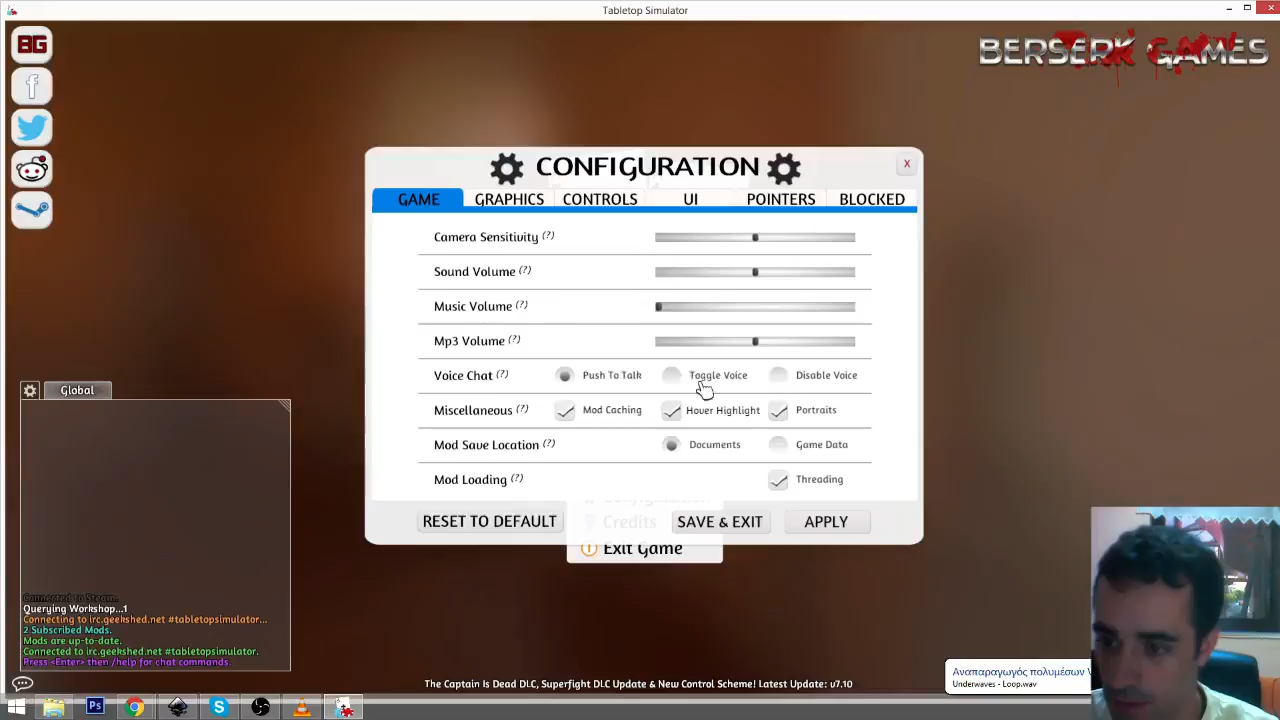 Tabletop Simulator
BG
BERSERK GAMES
CONFIGURATION
X
GAME GRAPHICS CONTROLS UI POINTERS BLOCKED
Camera Sensitivity (?)
Sound Volume (?)
Music Volume (?)
Mp3 Volume (?)
Voice Chat (?) Push To Talk Toggle Voice Disable Voice
Miscellaneous (?) Mod Caching Hover Highlight Portraits
Mod Save Location (?) Documents Game Data
Mod Loading (?) Threading
Configuration
RESET TO DEFAULT Credits SAVE & EXIT APPLY
Exit Game
Global
Connected to Steam.
Querying Workshop...1
Connecting to irc.geekshed.net #tabletopsimulator...
2 Subscribed Mods.
Mods are up-to-date.
Connected to irc.geekshed.net #tabletopsimulator.
Press <Enter> then /help for chat commands.
The Captain Is Dead DLC, Superfight DLC Update & New Control Scheme! Latest Update: v7.10
Αναπαραγωγός πολυμέσων
Underwaves - Loop.wav